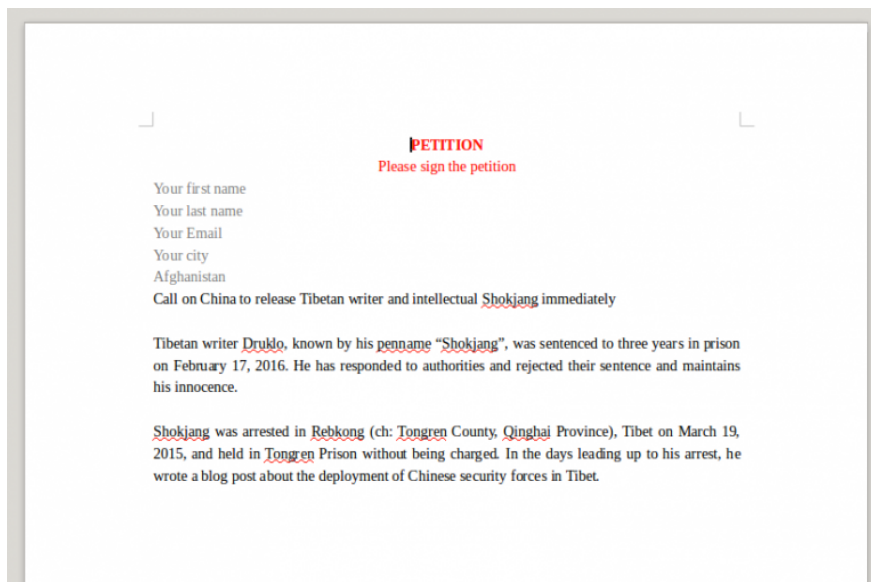 PETITION
Please sign the petition
Your first name
Your last name
Your Email
Your city
Afghanistan
Call on China to release Tibetan writer and intellectual Shokjang immediately
Tibetan writer Druklo, known by his penname “Shokjang”, was sentenced to three years in prison
on February 17, 2016. He has responded to authorities and rejected their sentence and maintains
his innocence.
Shokjang was arrested in Rebkong (ch: Tongren County, Qinghai Province), Tibet on March 19,
2015, and held in Tongren Prison without being charged. In the days leading up to his arrest, he
wrote a blog post about the deployment of Chinese security forces in Tibet.